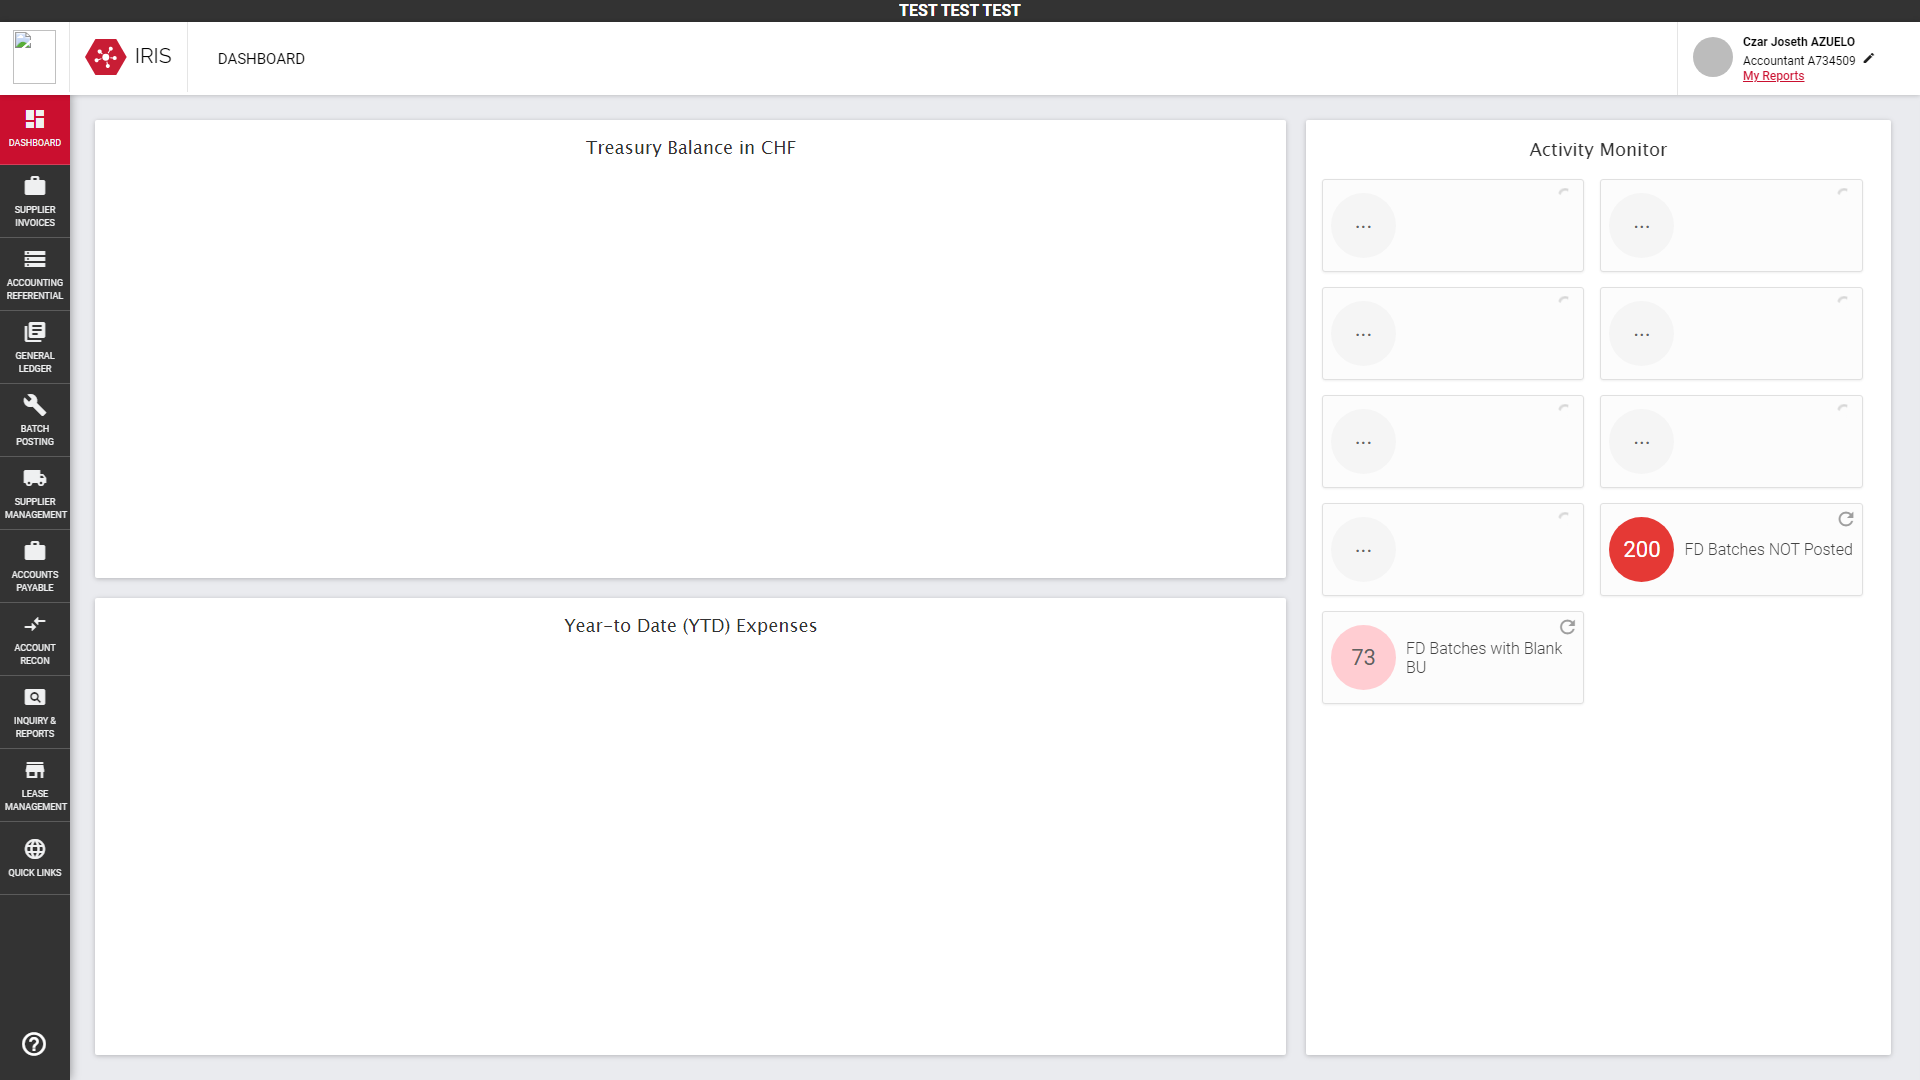 TEST TEST TEST
IRIS
DASHBOARD
Czar Joseth AZUELO
Accountant A734509
My Reports
DASHBOARD
SUPPLIER
INVOICES
ACCOUNTING
REFERENTIAL
GENERAL
LEDGER
BATCH
POSTING
SUPPLIER
MANAGEMENT
ACCOUNTS
PAYABLE
ACCOUNT
RECON
INQUIRY &
REPORTS
LEASE
MANAGEMENT
QUICK LINKS
Treasury Balance in CHF
Year-to Date (YTD) Expenses
Activity Monitor
...
...
...
...
...
...
...
200
FD Batches NOT Posted
73
FD Batches with Blank
BU